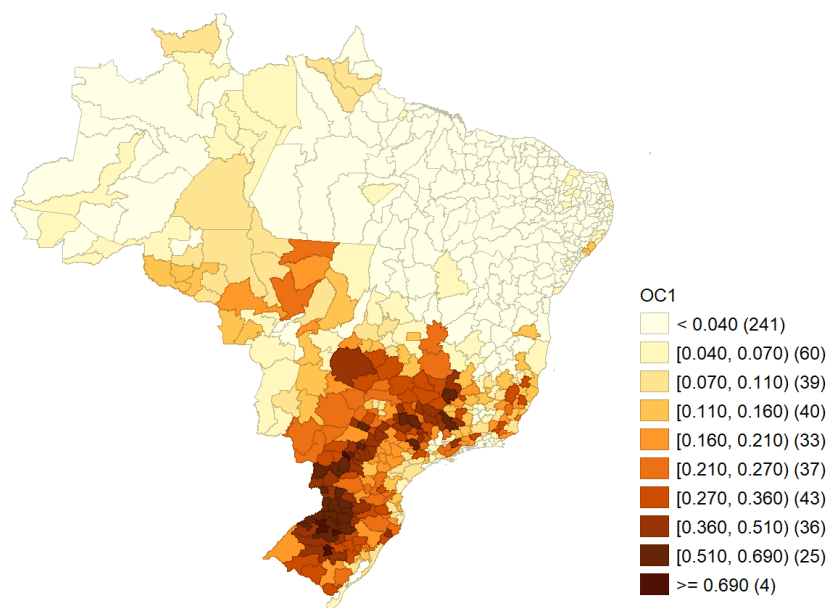 OC1
< 0.040 (241)
[0.040, 0.070) (60)
[0.070, 0.110) (39)
[0.110, 0.160) (40)
[0.160, 0.210) (33)
[0.210, 0.270) (37)
[0.270, 0.360) (43)
[0.360, 0.510) (36)
[0.510, 0.690) (25)
>= 0.690 (4)